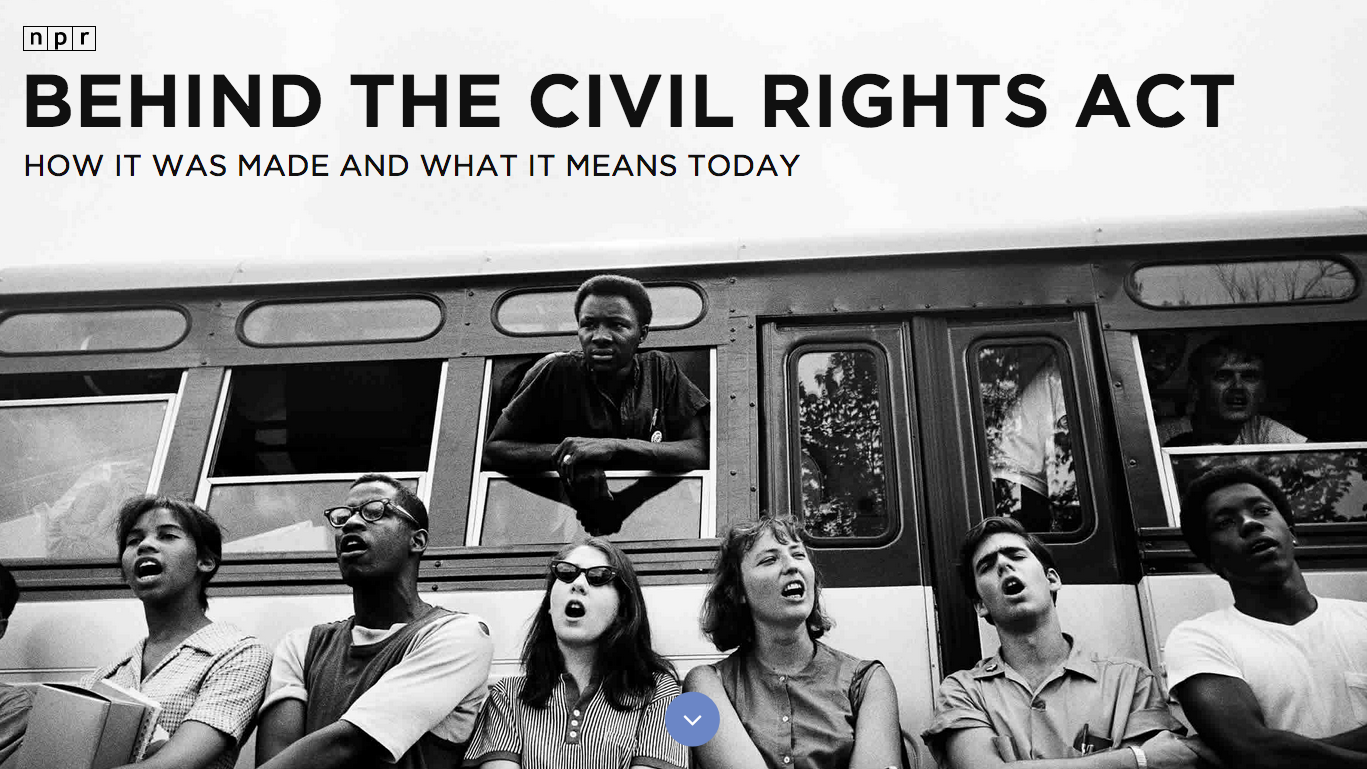 npr
BEHIND THE CIVIL RIGHTS ACT
HOW IT WAS MADE AND WHAT IT MEANS TODAY